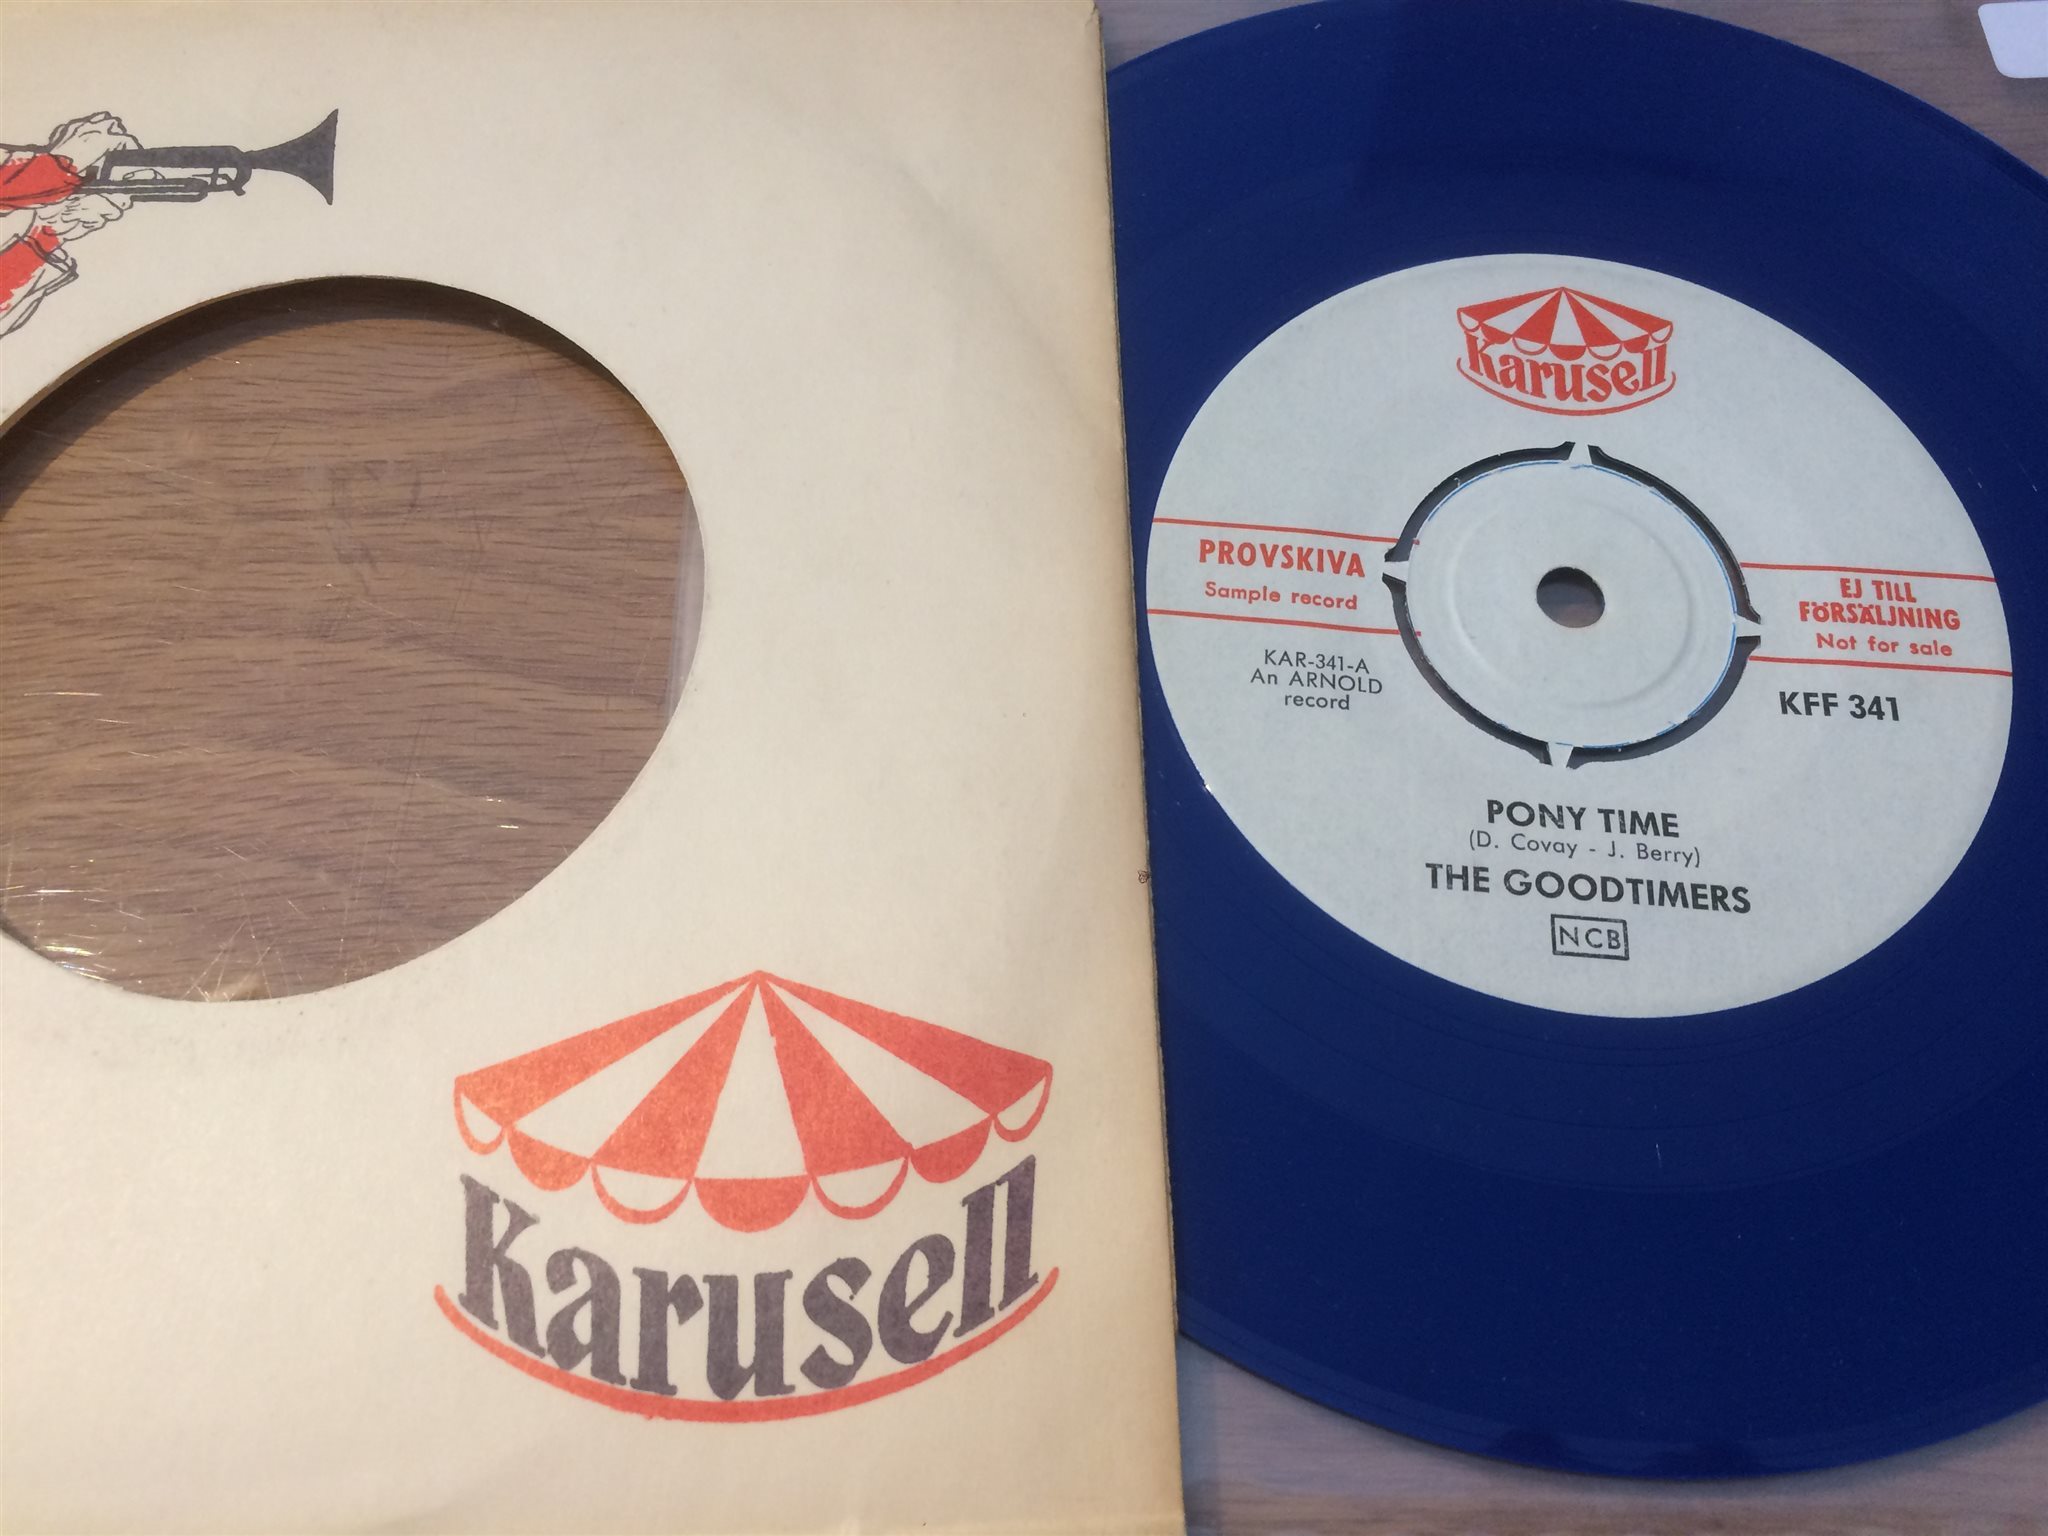 Karusell
Karusell
PROVSKIVA
Sample record
EJ TILL
FÖRSÄLJNING
Not for sale
KAR-341-A
An ARNOLD
record
KFF 341
PONY TIME
(D. Covay - J. Berry)
THE GOODTIMERS
NCB